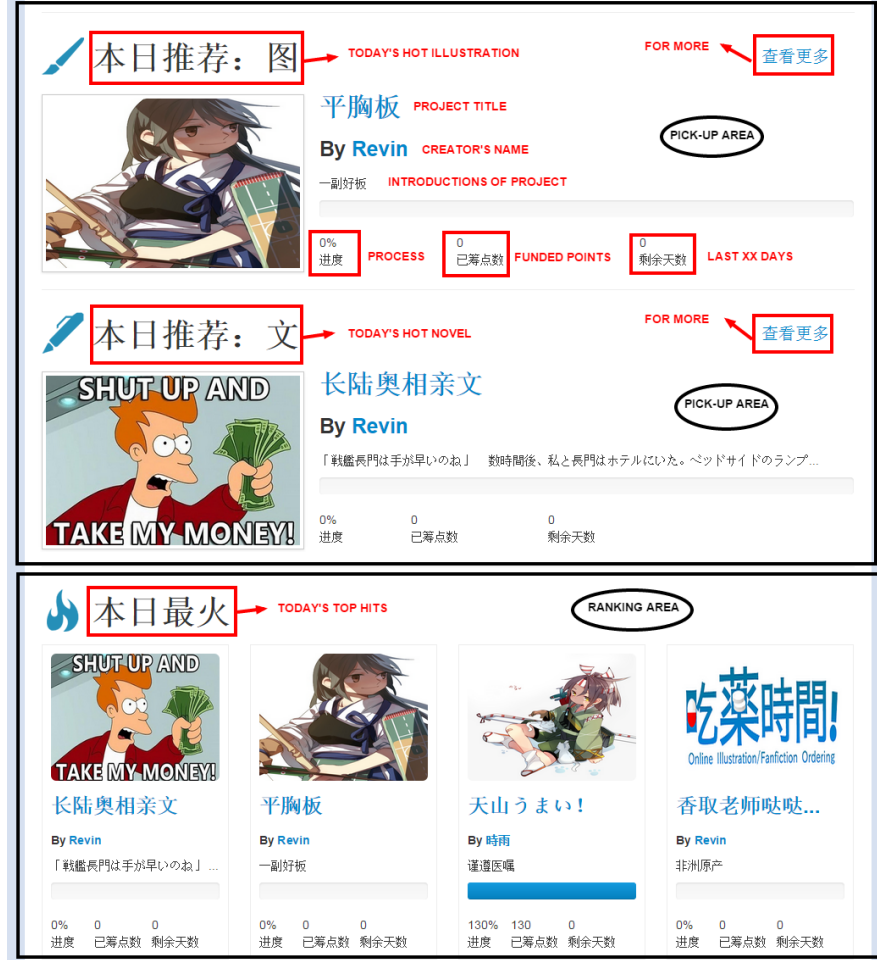 本日推荐：图
TODAY'S HOT ILLUSTRATION
FOR MORE
查看更多
平胸板
PROJECT TITLE
PICK-UP AREA
By Revin
CREATOR'S NAME
一副好板
INTRODUCTIONS OF PROJECT
0%
进度
PROCESS
0
已筹点数
FUNDED POINTS
0
剩余天数
LAST XX DAYS
本日推荐：文
TODAY'S HOT NOVEL
FOR MORE
查看更多
SHUT UP AND
TAKE MY MONEY!
长陆奥相亲文
PICK-UP AREA
By Revin
「戦艦長門は手が早いのね」　数時間後、私と長門はホテルにいた。ベッドサイドのランプ...
0%
进度
0
已筹点数
0
剩余天数
本日最火
TODAY'S TOP HITS
RANKING AREA
SHUT UP AND
TAKE MY MONEY!
长陆奥相亲文
By Revin
「戦艦長門は手が早いのね」 ...
0% 0 0
进度 已筹点数 剩余天数
平胸板
By Revin
一副好板
0% 0 0
进度 已筹点数 剩余天数
天山うまい！
By 時雨
谨遵医嘱
130% 130 0
进度 已筹点数 剩余天数
吃薬時間!
Online Illustration/Fanfiction Ordering
香取老师哒哒...
By Revin
非洲原产
0% 0 0
进度 已筹点数 剩余天数